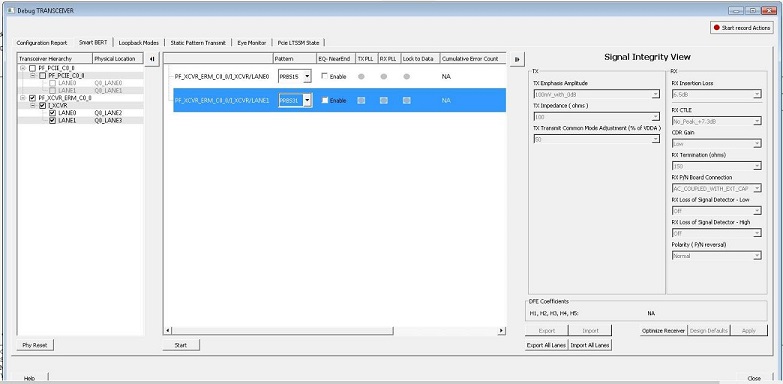 Debug TRANSCEIVER
Start record Actions
Configuration Report Smart BERT Loopback Modes Static Pattern Transmit Eye Monitor Pcie LTSSM State
Transceiver Hierarchy Physical Location
PF_PCIE_C0_0
PF_PCIE_C0_0
LANE0 Q0_LANE0
LANE1 Q0_LANE1
PF_XCVR_ERM_C0_0
I_XCVR
LANE0 Q0_LANE2
LANE1 Q0_LANE3
Phy Reset
Pattern EQ- NearEnd TX PLL RX PLL Lock to Data Cumulative Error Count
PF_XCVR_ERM_C0_0/I_XCVR/LANE0 PRBS15 Enable NA
PF_XCVR_ERM_C0_0/I_XCVR/LANE1 PRBS31 Enable NA
Start
Signal Integrity View
TX
TX Emphasis Amplitude
100mV_with_0dB
TX Impedance ( ohms )
100
TX Transmit Common Mode Adjustment (% of VDDA )
50
RX
RX Insertion Loss
6.5dB
RX CTLE
No_Peak_+7.3dB
CDR Gain
Low
RX Termination (ohms)
150
RX P/N Board Connection
AC_COUPLED_WITH_EXT_CAP
RX Loss of Signal Detector - Low
Off
RX Loss of Signal Detector - High
Off
Polarity ( P/N reversal)
Normal
DFE Coefficients
H1, H2, H3, H4, H5: NA
Export Import Optimize Receiver Design Defaults Apply
Export All Lanes Import All Lanes
Help Close